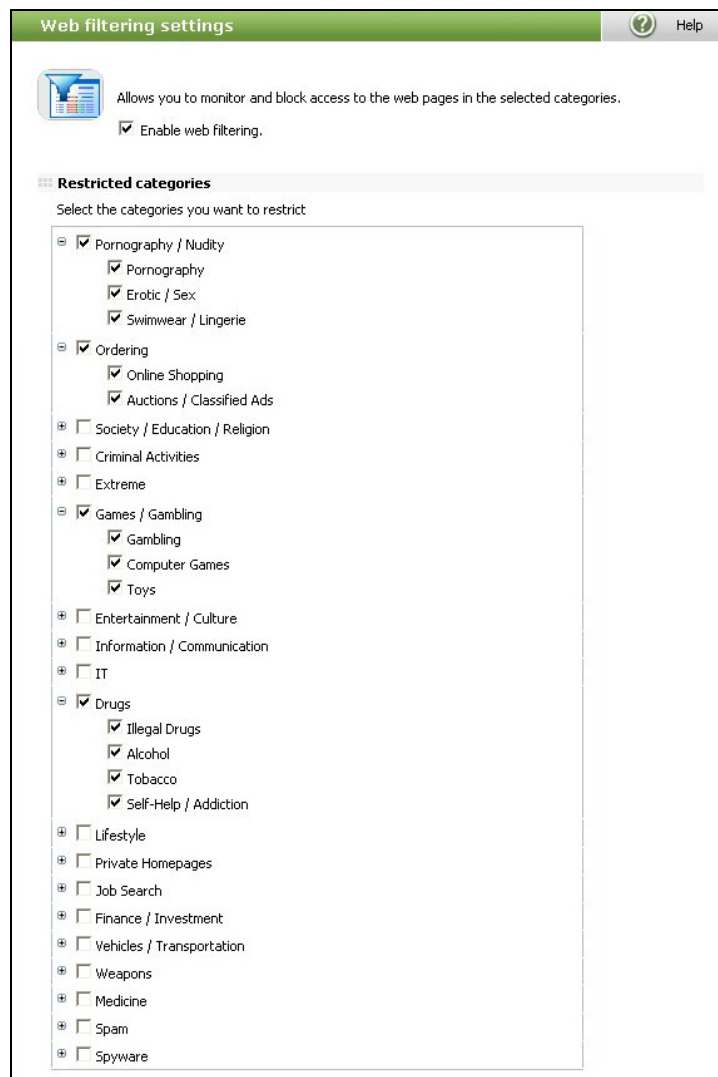 Web filtering settings
Help
Allows you to monitor and block access to the web pages in the selected categories.
Enable web filtering.
Restricted categories
Select the categories you want to restrict
Pornography / Nudity
Pornography
Erotic / Sex
Swimwear / Lingerie
Ordering
Online Shopping
Auctions / Classified Ads
Society / Education / Religion
Criminal Activities
Extreme
Games / Gambling
Gambling
Computer Games
Toys
Entertainment / Culture
Information / Communication
IT
Drugs
Illegal Drugs
Alcohol
Tobacco
Self-Help / Addiction
Lifestyle
Private Homepages
Job Search
Finance / Investment
Vehicles / Transportation
Weapons
Medicine
Spam
Spyware